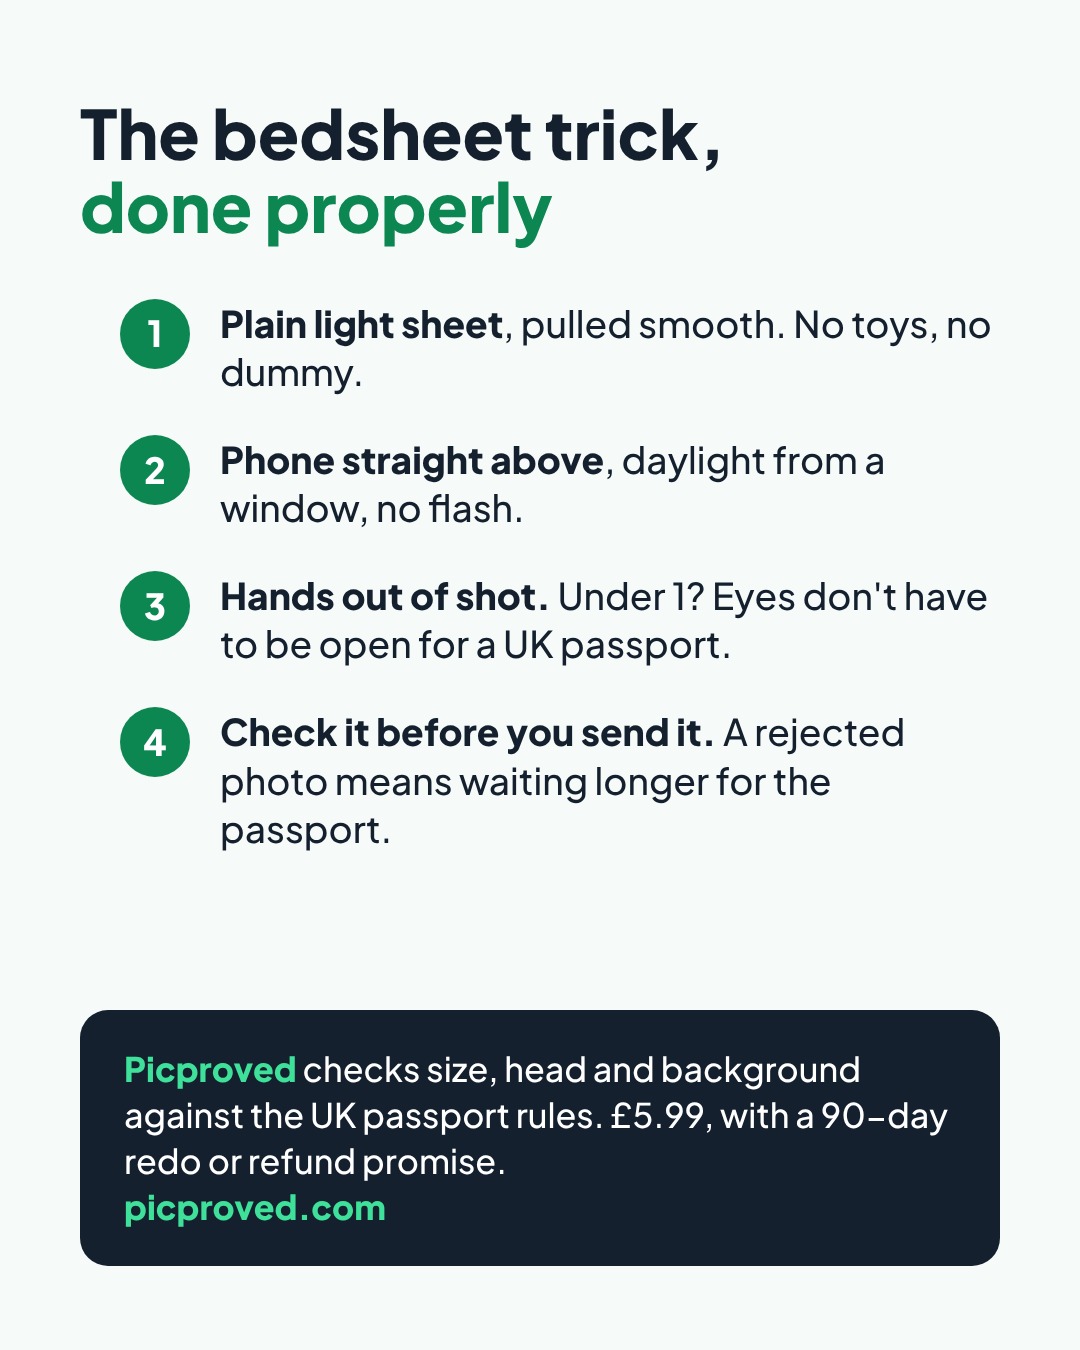 The bedsheet trick,
done properly
1
Plain light sheet, pulled smooth. No toys, no
dummy.
2
Phone straight above, daylight from a
window, no flash.
3
Hands out of shot. Under 1? Eyes don't have
to be open for a UK passport.
4
Check it before you send it. A rejected
photo means waiting longer for the
passport.
Picproved checks size, head and background
against the UK passport rules. £5.99, with a 90-day
redo or refund promise.
picproved.com